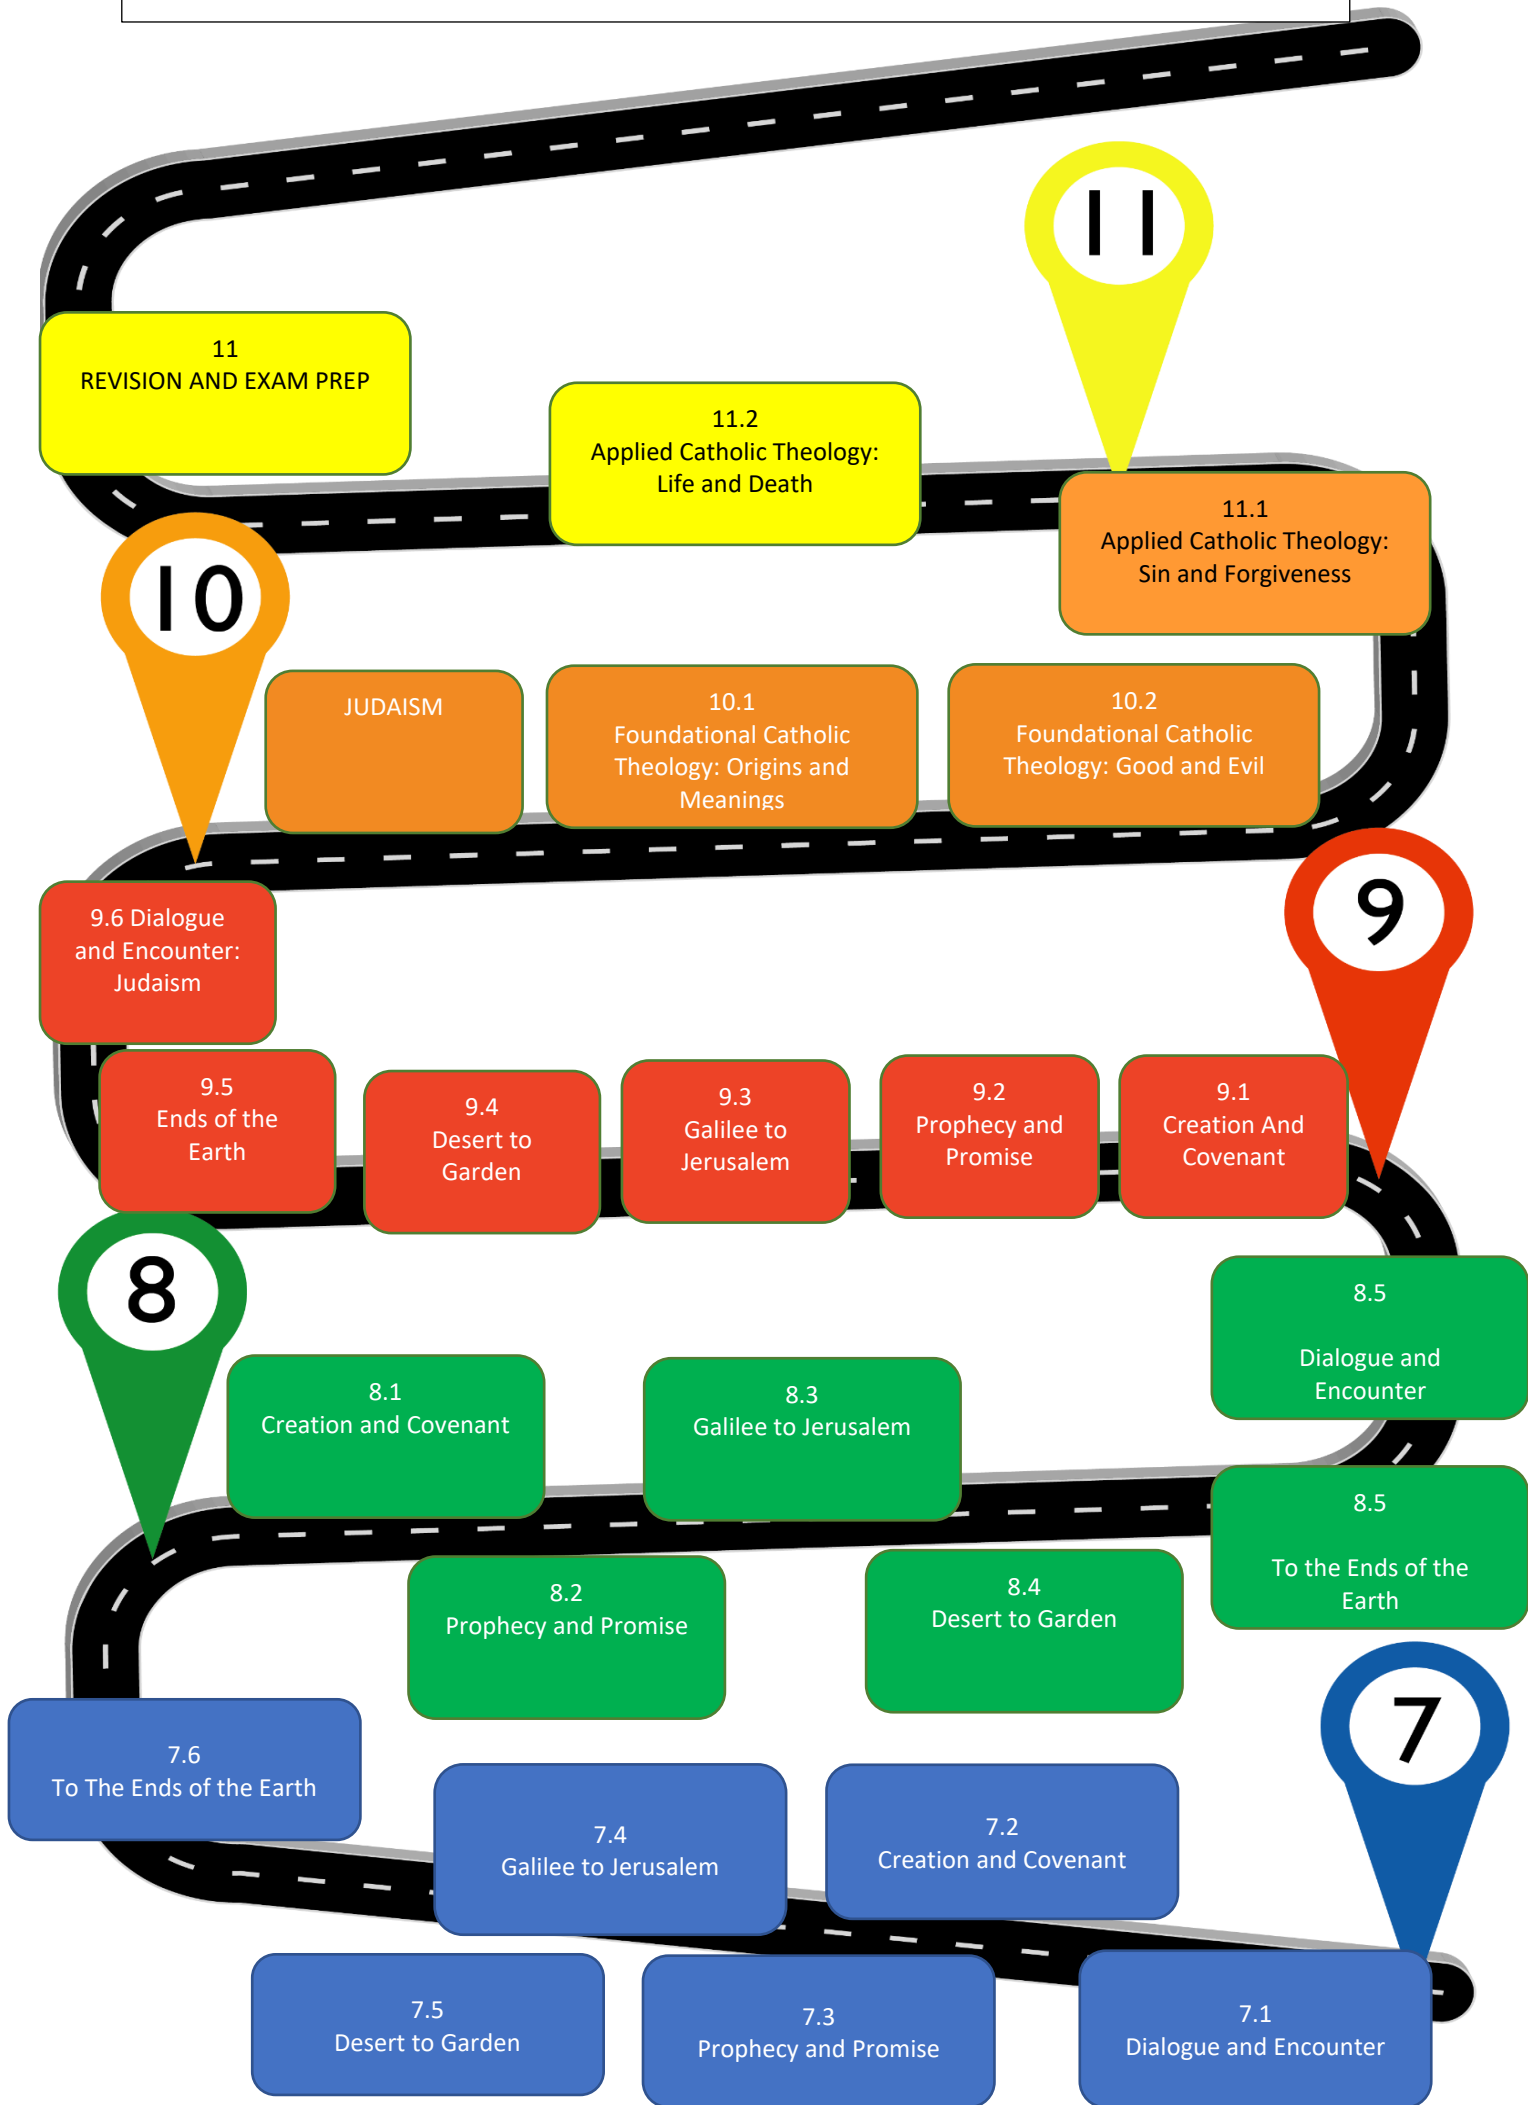 11
11
REVISION AND EXAM PREP
11.2
Applied Catholic Theology:
Life and Death
11.1
Applied Catholic Theology:
Sin and Forgiveness
10
JUDAISM
10.1
Foundational Catholic
Theology: Origins and
Meanings
10.2
Foundational Catholic
Theology: Good and Evil
9
9.6 Dialogue
and Encounter:
Judaism
9.5
Ends of the
Earth
9.4
Desert to
Garden
9.3
Galilee to
Jerusalem
9.2
Prophecy and
Promise
9.1
Creation And
Covenant
8
8.5
Dialogue and
Encounter
8.1
Creation and Covenant
8.3
Galilee to Jerusalem
8.5
To the Ends of the
Earth
8.2
Prophecy and Promise
8.4
Desert to Garden
7
7.6
To The Ends of the Earth
7.4
Galilee to Jerusalem
7.2
Creation and Covenant
7.5
Desert to Garden
7.3
Prophecy and Promise
7.1
Dialogue and Encounter